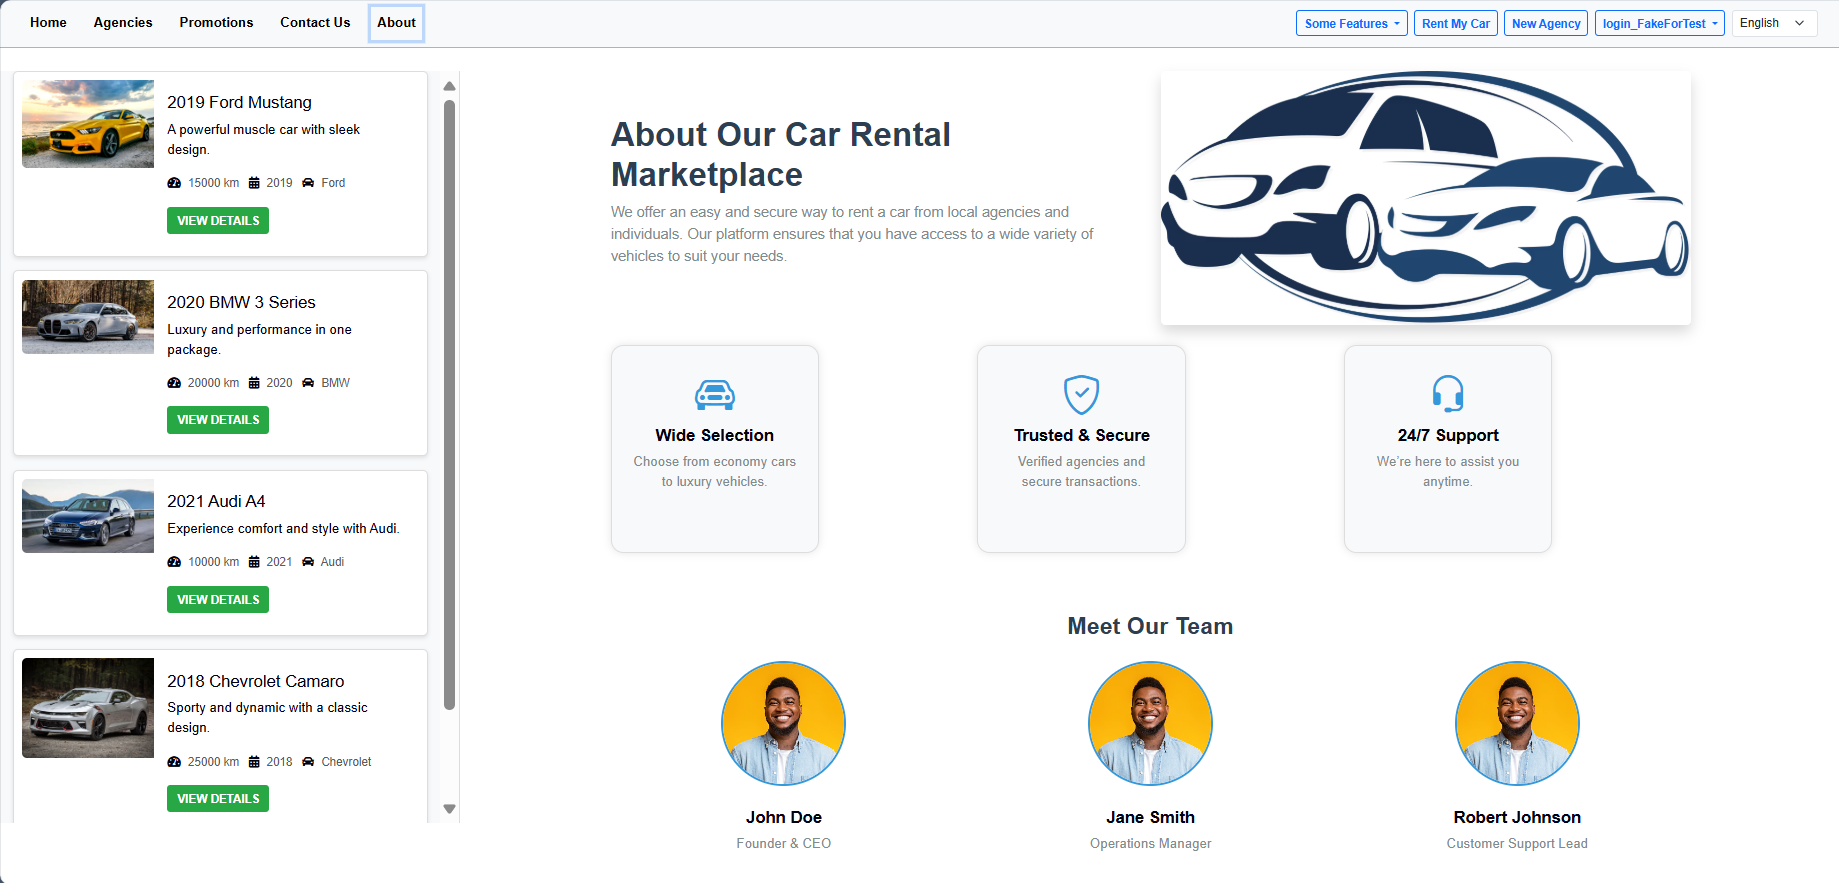 Home Agencies Promotions Contact Us About Some Features Rent My Car New Agency login_FakeForTest English
2019 Ford Mustang
A powerful muscle car with sleek
design.
15000 km 2019 Ford
VIEW DETAILS
2020 BMW 3 Series
Luxury and performance in one
package.
20000 km 2020 BMW
VIEW DETAILS
2021 Audi A4
Experience comfort and style with Audi.
10000 km 2021 Audi
VIEW DETAILS
2018 Chevrolet Camaro
Sporty and dynamic with a classic
design.
25000 km 2018 Chevrolet
VIEW DETAILS
About Our Car Rental
Marketplace
We offer an easy and secure way to rent a car from local agencies and
individuals. Our platform ensures that you have access to a wide variety of
vehicles to suit your needs.
Wide Selection
Choose from economy cars
to luxury vehicles.
Trusted & Secure
Verified agencies and
secure transactions.
24/7 Support
We're here to assist you
anytime.
Meet Our Team
John Doe
Founder & CEO
Jane Smith
Operations Manager
Robert Johnson
Customer Support Lead